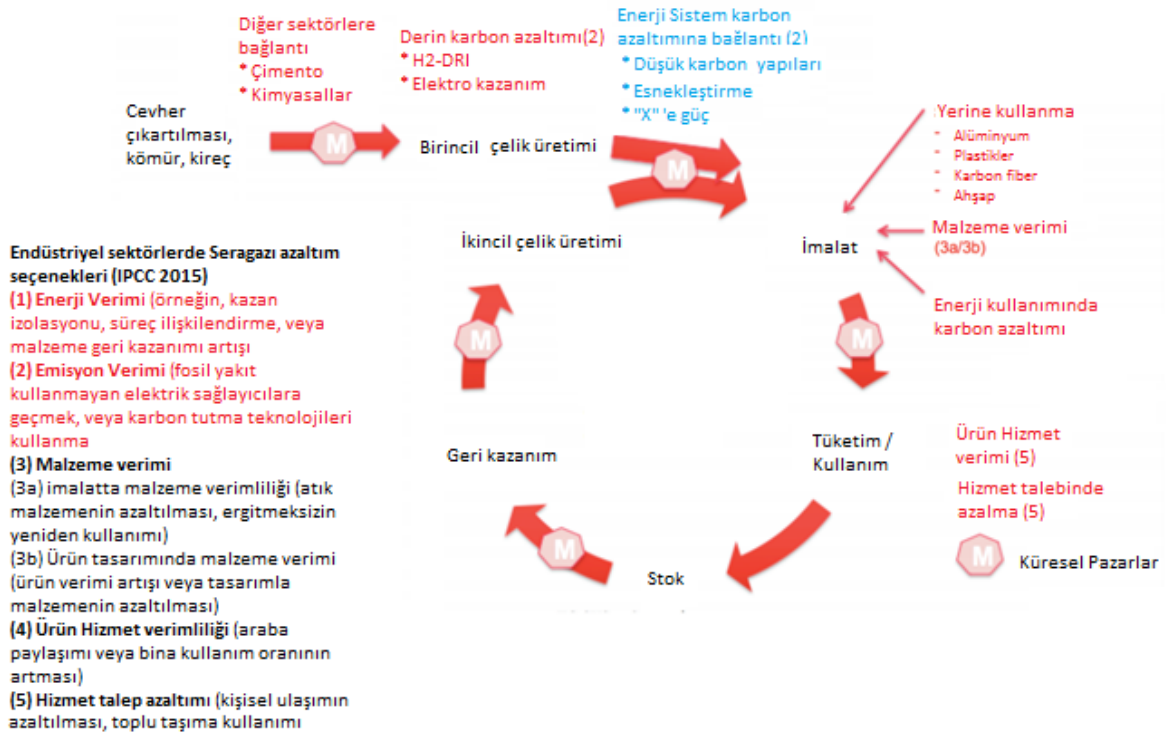 Diğer sektörlere
bağlantı
* Çimento
* Kimyasallar
Derin karbon azaltımı(2)
* H2-DRI
* Elektro kazanım
Enerji Sistem karbon
azaltımına bağlantı (2)
* Düşük karbon yapıları
* Esnekleştirme
* "X" 'e güç
Cevher
çıkartılması,
kömür, kireç
M
Birincil çelik üretimi
M
Yerine kullanma
* Alüminyum
* Plastikler
* Karbon fiber
* Ahşap
İkincil çelik üretimi
İmalat
Malzeme verimi
(3a/3b)
Enerji kullanımında
karbon azaltımı
M
M
Geri kazanım
Tüketim /
Kullanım
Ürün Hizmet
verimi (5)
Hizmet talebinde
azalma (5)
M
Stok
M
Küresel Pazarlar
Endüstriyel sektörlerde Seragazı azaltım
seçenekleri (IPCC 2015)
(1) Enerji Verimi (örneğin, kazan
izolasyonu, süreç ilişkilendirme, veya
malzeme geri kazanımı artışı
(2) Emisyon Verimi (fosil yakıt
kullanmayan elektrik sağlayıcılara
geçmek, veya karbon tutma teknolojileri
kullanma
(3) Malzeme verimi
(3a) imalatta malzeme verimliliği (atık
malzemenin azaltılması, ergitmeksizin
yeniden kullanımı)
(3b) Ürün tasarımında malzeme verimi
(ürün verimi artışı veya tasarımla
malzemenin azaltılması)
(4) Ürün Hizmet verimliliği (araba
paylaşımı veya bina kullanım oranının
artması)
(5) Hizmet talep azaltımı (kişisel ulaşımın
azaltılması, toplu taşıma kullanımı